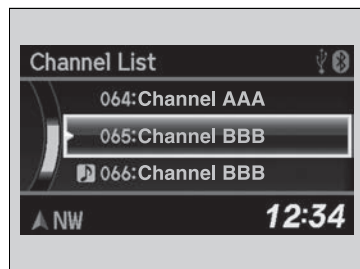 Channel List
064:Channel AAA
065:Channel BBB
066:Channel BBB
NW
12:34